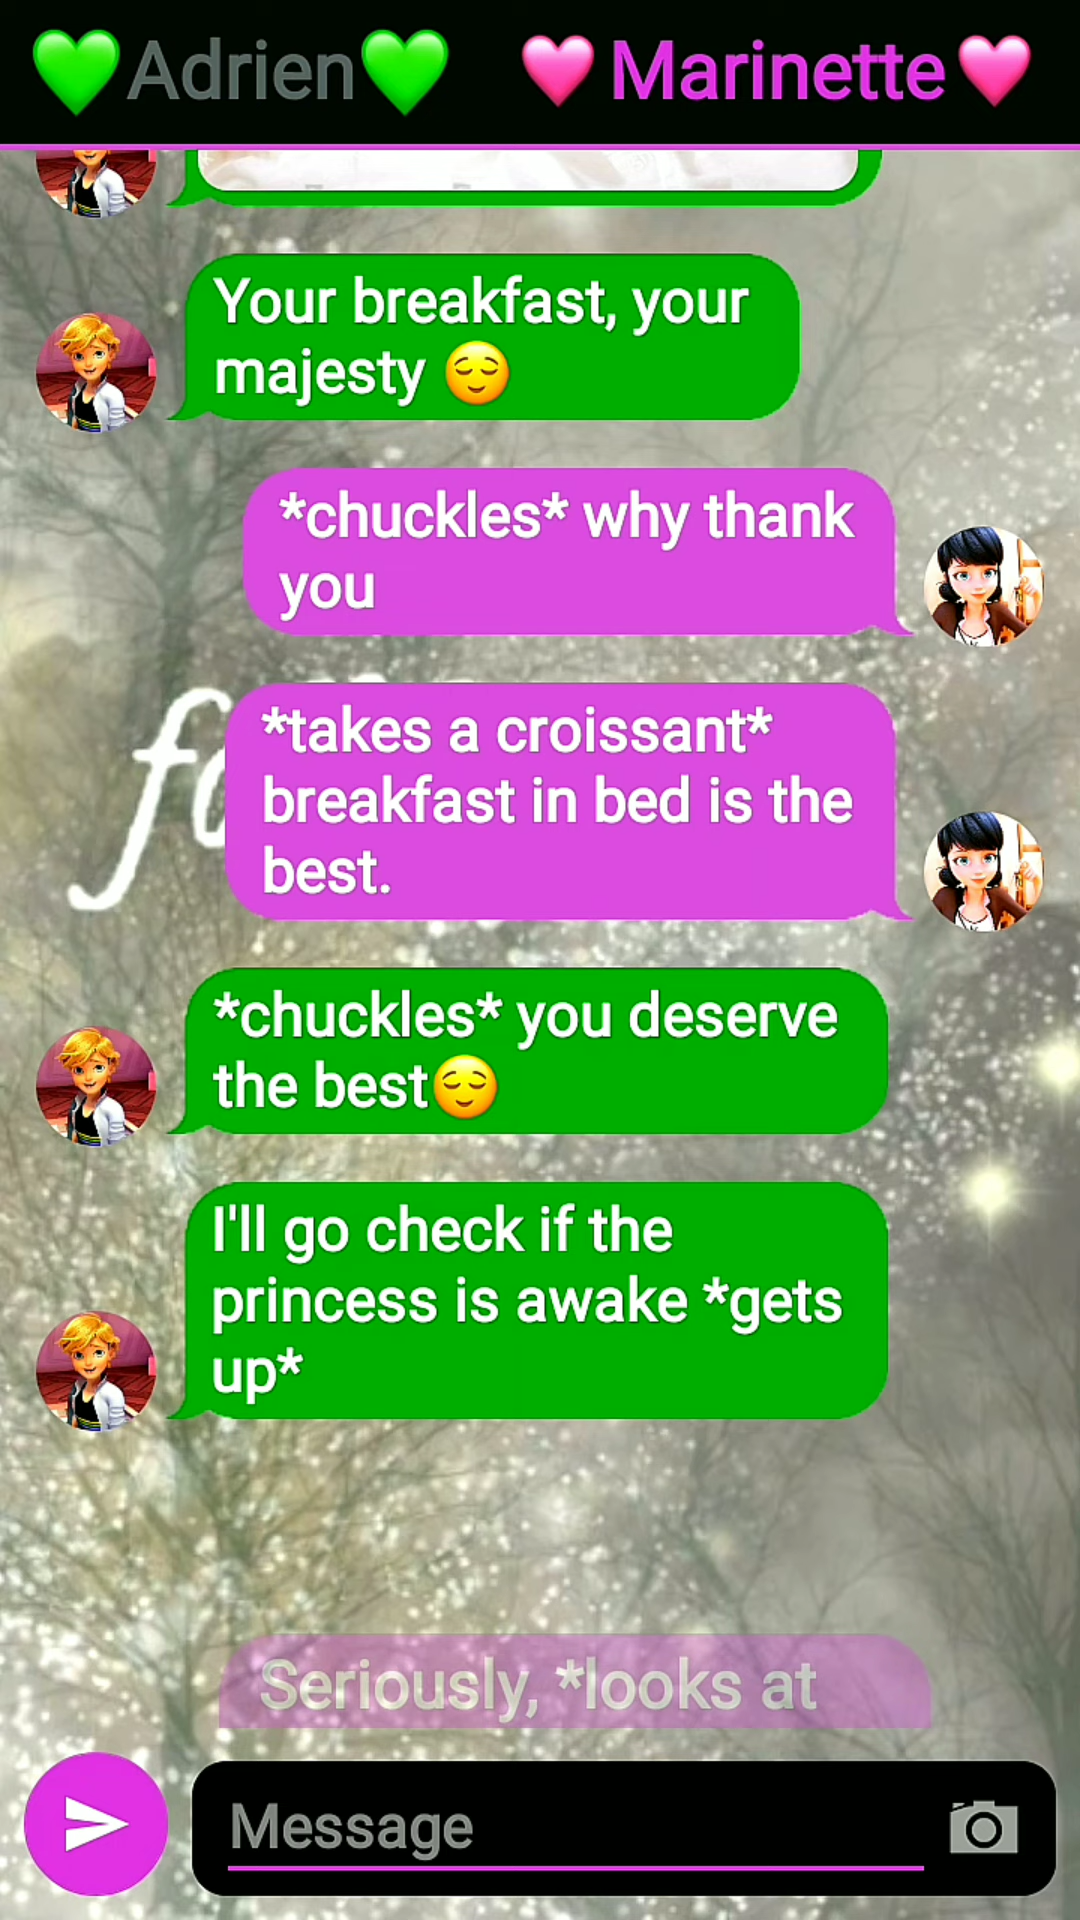 💚Adrien💚 🩷Marinette🩷
Your breakfast, your
majesty 😌
*chuckles* why thank
you
*takes a croissant*
breakfast in bed is the
best.
*chuckles* you deserve
the best😌
I'll go check if the
princess is awake *gets
up*
Seriously, *looks at
Message